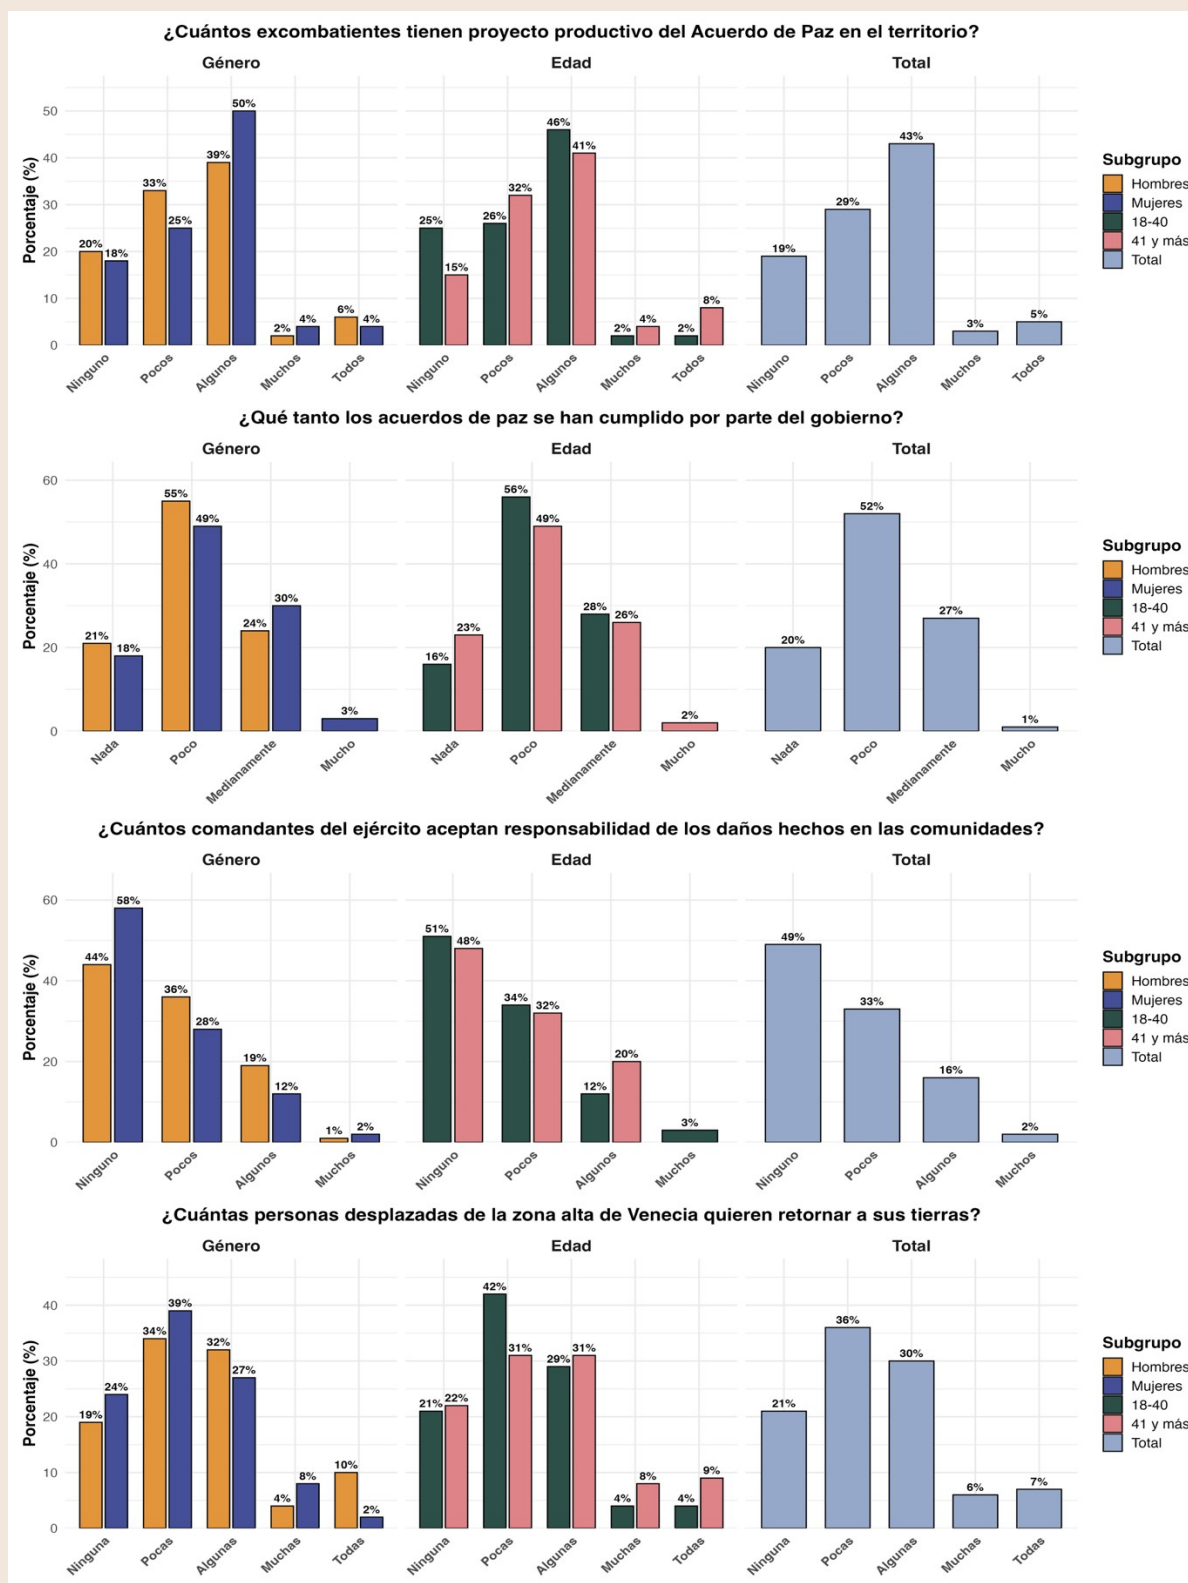 ¿Cuántos excombatientes tienen proyecto productivo del Acuerdo de Paz en el territorio?
Género Edad Total
Porcentaje (%)
50
40
30
20
10
0
20% 18% 33% 25% 39% 50% 2% 4% 6% 4%
25% 15% 26% 32% 46% 41% 2% 4% 2% 8%
19% 29% 43% 3% 5%
Ninguno Pocos Algunos Muchos Todos
Ninguno Pocos Algunos Muchos Todos
Ninguno Pocos Algunos Muchos Todos
Subgrupo
Hombres
Mujeres
18-40
41 y más
Total
¿Qué tanto los acuerdos de paz se han cumplido por parte del gobierno?
Género Edad Total
Porcentaje (%)
60
40
20
0
21% 18% 55% 49% 24% 30% 3%
16% 23% 56% 49% 28% 26% 2%
20% 52% 27% 1%
Nada Poco Medianamente Mucho
Nada Poco Medianamente Mucho
Nada Poco Medianamente Mucho
Subgrupo
Hombres
Mujeres
18-40
41 y más
Total
¿Cuántos comandantes del ejército aceptan responsabilidad de los daños hechos en las comunidades?
Género Edad Total
Porcentaje (%)
60
40
20
0
44% 58% 36% 28% 19% 12% 1% 2%
51% 48% 34% 32% 12% 20% 3%
49% 33% 16% 2%
Ninguno Pocos Algunos Muchos
Ninguno Pocos Algunos Muchos
Ninguno Pocos Algunos Muchos
Subgrupo
Hombres
Mujeres
18-40
41 y más
Total
¿Cuántas personas desplazadas de la zona alta de Venecia quieren retornar a sus tierras?
Género Edad Total
Porcentaje (%)
40
30
20
10
0
19% 24% 34% 39% 32% 27% 4% 8% 10% 2%
21% 22% 42% 31% 29% 31% 4% 8% 4% 9%
21% 36% 30% 6% 7%
Ninguna Pocas Algunas Muchas Todas
Ninguna Pocas Algunas Muchas Todas
Ninguna Pocas Algunas Muchas Todas
Subgrupo
Hombres
Mujeres
18-40
41 y más
Total